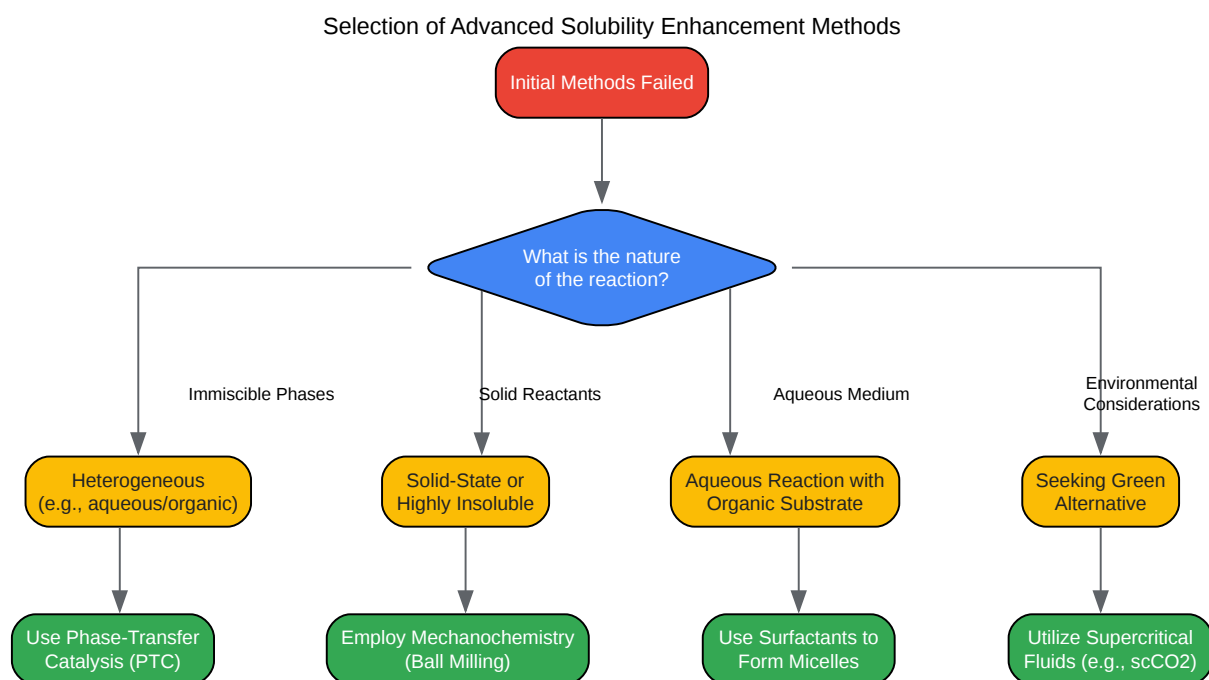 Selection of Advanced Solubility Enhancement Methods
Initial Methods Failed
What is the nature
of the reaction?
Immiscible Phases
Solid Reactants
Aqueous Medium
Environmental
Considerations
Heterogeneous
(e.g., aqueous/organic)
Solid-State or
Highly Insoluble
Aqueous Reaction with
Organic Substrate
Seeking Green
Alternative
Use Phase-Transfer
Catalysis (PTC)
Employ Mechanochemistry
(Ball Milling)
Use Surfactants to
Form Micelles
Utilize Supercritical
Fluids (e.g., scCO2)